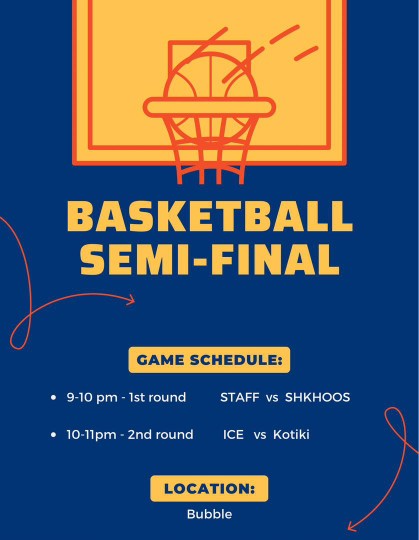 BASKETBALL
SEMI-FINAL
GAME SCHEDULE:
• 9-10 pm - 1st round STAFF vs SHKHOOS
• 10-11pm - 2nd round ICE vs Kotiki
LOCATION:
Bubble